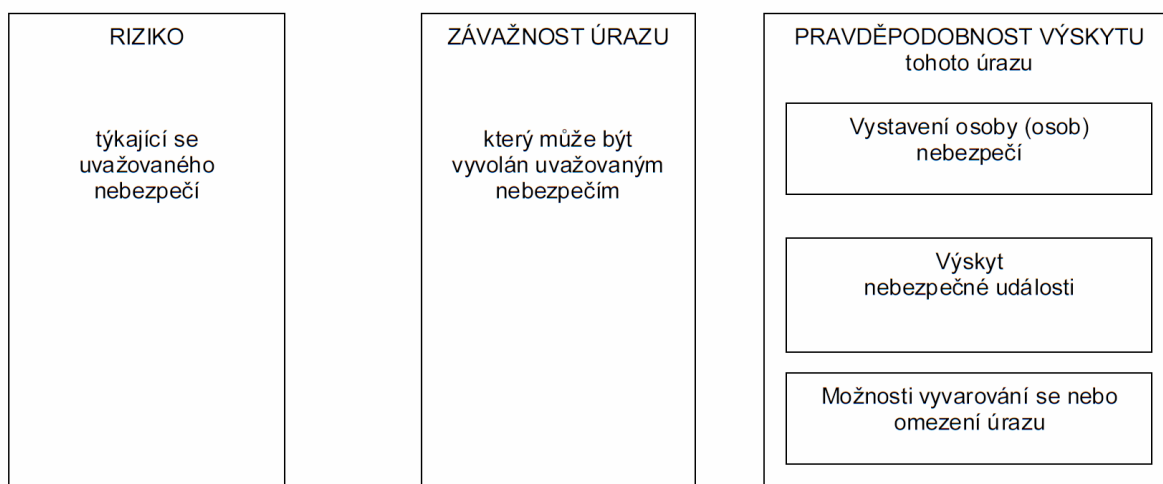 RIZIKO
týkající se
uvažovaného
nebezpečí
ZÁVAŽNOST ÚRAZU
který může být
vyvolán uvažovaným
nebezpečím
PRAVDĚPODOBNOST VÝSKYTU
tohoto úrazu
Vystavení osoby (osob)
nebezpečí
Výskyt
nebezpečné události
Možnosti vyvarování se nebo
omezení úrazu